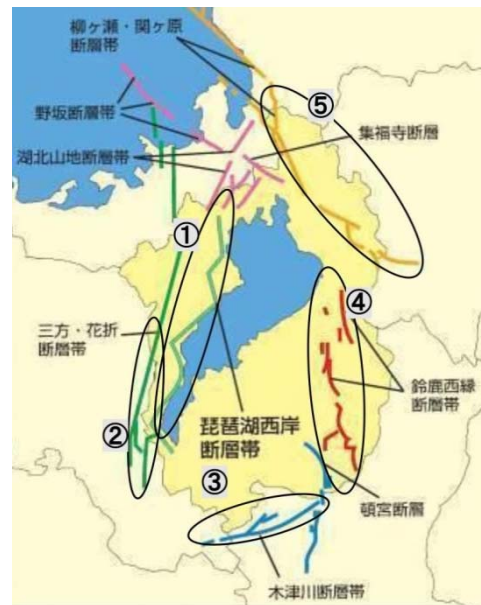 柳ヶ瀬・関ヶ原
断層帯
⑤
野坂断層帯
集福寺断層
湖北山地断層帯
①
三方・花折
断層帯
④
鈴鹿西縁
断層帯
②
琵琶湖西岸
断層帯
③
頓宮断層
木津川断層帯